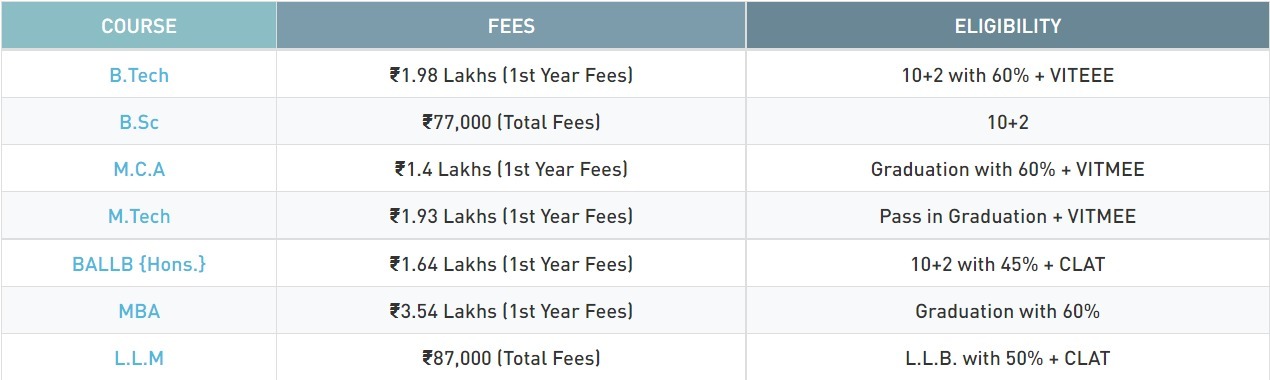 COURSE FEES ELIGIBILITY
B.Tech ₹1.98 Lakhs (1st Year Fees) 10+2 with 60% + VITEEE
B.Sc ₹77,000 (Total Fees) 10+2
M.C.A ₹1.4 Lakhs (1st Year Fees) Graduation with 60% + VITMEE
M.Tech ₹1.93 Lakhs (1st Year Fees) Pass in Graduation + VITMEE
BALLB {Hons.} ₹1.64 Lakhs (1st Year Fees) 10+2 with 45% + CLAT
MBA ₹3.54 Lakhs (1st Year Fees) Graduation with 60%
L.L.M ₹87,000 (Total Fees) L.L.B. with 50% + CLAT